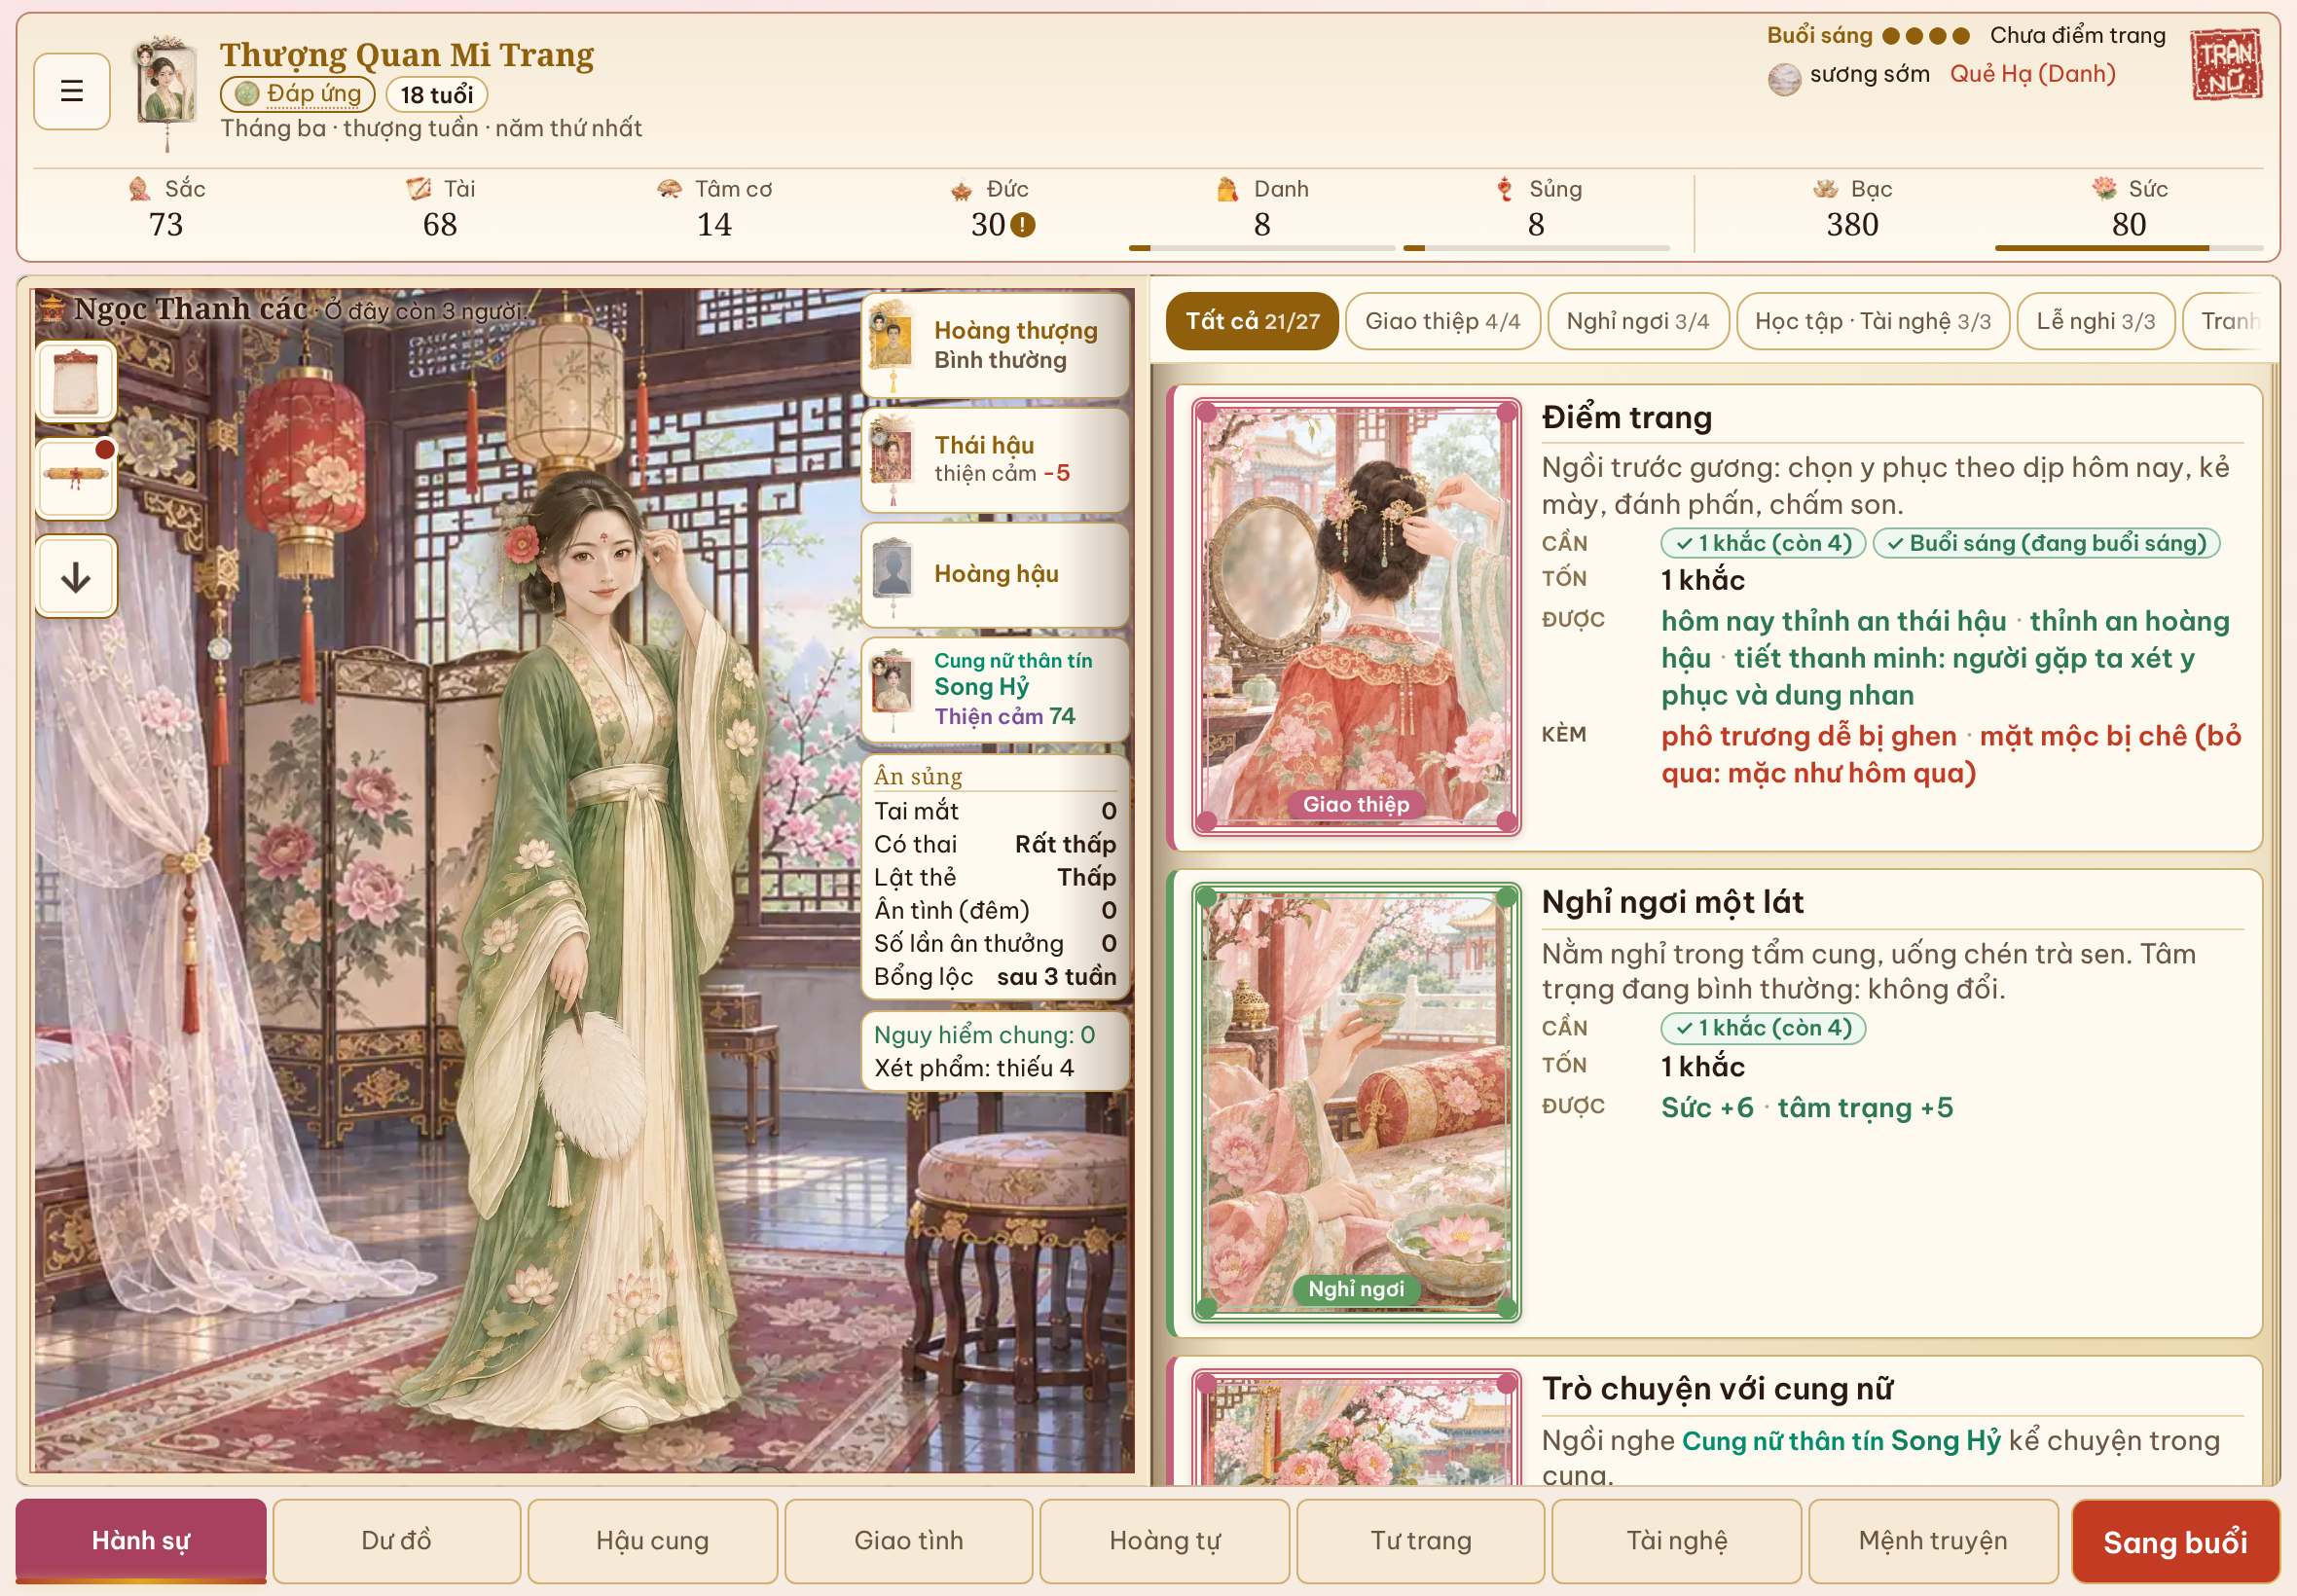 ☰
Thượng Quan Mi Trang
Đáp ứng
18 tuổi
Tháng ba · thượng tuần · năm thứ nhất
Buổi sáng
Chưa điểm trang
sương sớm
Quẻ Hạ (Danh)
TRÂN
NỮ
Sắc
73
Tài
68
Tâm cơ
14
Đức
30 !
Danh
8
Sủng
8
Bạc
380
Sức
80
Ngọc Thanh các · Ở đây còn 3 người.
Hoàng thượng
Bình thường
Thái hậu
thiện cảm -5
Hoàng hậu
Cung nữ thân tín
Song Hỷ
Thiện cảm 74
Ân sủng
Tai mắt 0
Có thai Rất thấp
Lật thẻ Thấp
Ân tình (đêm) 0
Số lần ân thưởng 0
Bổng lộc sau 3 tuần
Nguy hiểm chung: 0
Xét phẩm: thiếu 4
Tất cả 21/27
Giao thiệp 4/4
Nghỉ ngơi 3/4
Học tập · Tài nghệ 3/3
Lễ nghi 3/3
Tranh
Điểm trang
Ngồi trước gương: chọn y phục theo dịp hôm nay, kẻ
mày, đánh phấn, chấm son.
CẦN ✓ 1 khắc (còn 4) ✓ Buổi sáng (đang buổi sáng)
TỐN 1 khắc
ĐƯỢC hôm nay thỉnh an thái hậu · thỉnh an hoàng
hậu · tiết thanh minh: người gặp ta xét y
phục và dung nhan
KÈM phô trương dễ bị ghen · mặt mộc bị chê (bỏ
qua: mặc như hôm qua)
Giao thiệp
Nghỉ ngơi một lát
Nằm nghỉ trong tẩm cung, uống chén trà sen. Tâm
trạng đang bình thường: không đổi.
CẦN ✓ 1 khắc (còn 4)
TỐN 1 khắc
ĐƯỢC Sức +6 · tâm trạng +5
Nghỉ ngơi
Trò chuyện với cung nữ
Ngồi nghe Cung nữ thân tín Song Hỷ kể chuyện trong
cung.
Hành sự
Dư đồ
Hậu cung
Giao tình
Hoàng tự
Tư trang
Tài nghệ
Mệnh truyện
Sang buổi